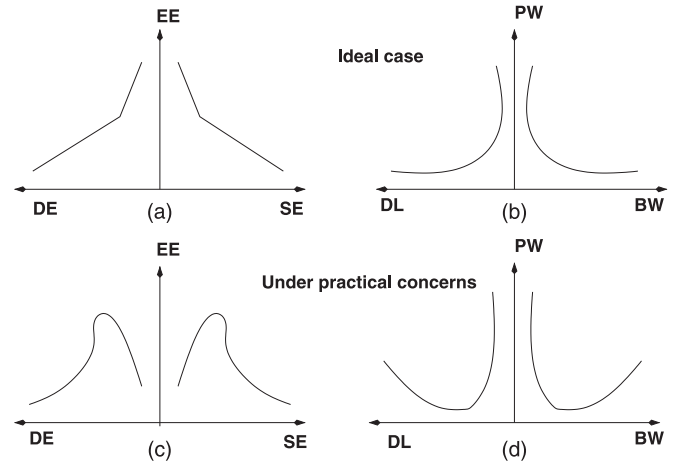 EE
PW
Ideal case
DE
SE
DL
BW
(a)
(b)
EE
PW
Under practical concerns
DE
SE
DL
BW
(c)
(d)